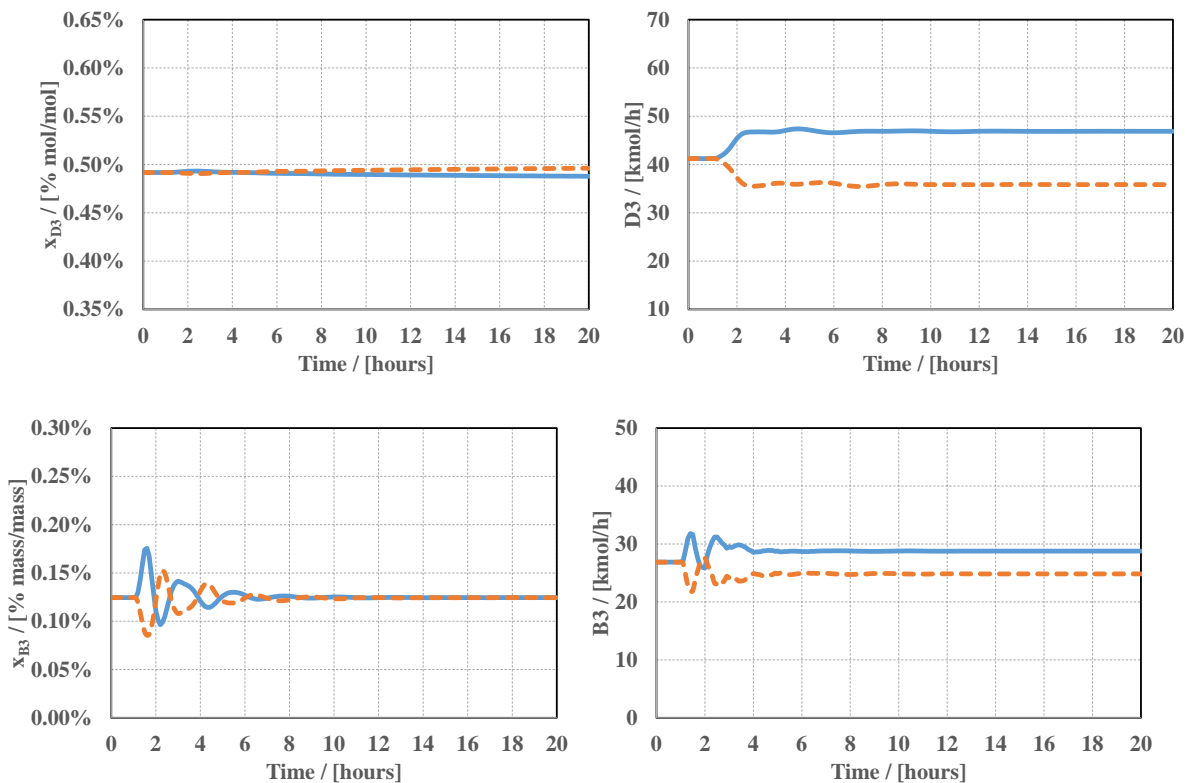 0.65%
0.60%
0.55%
0.50%
0.45%
0.40%
0.35%
x_D3 / [% mol/mol]
0 2 4 6 8 10 12 14 16 18 20
Time / [hours]
70
60
50
40
30
20
10
D3 / [kmol/h]
0 2 4 6 8 10 12 14 16 18 20
Time / [hours]
0.30%
0.25%
0.20%
0.15%
0.10%
0.05%
0.00%
x_B3 / [% mass/mass]
0 2 4 6 8 10 12 14 16 18 20
Time / [hours]
50
40
30
20
10
0
B3 / [kmol/h]
0 2 4 6 8 10 12 14 16 18 20
Time / [hours]